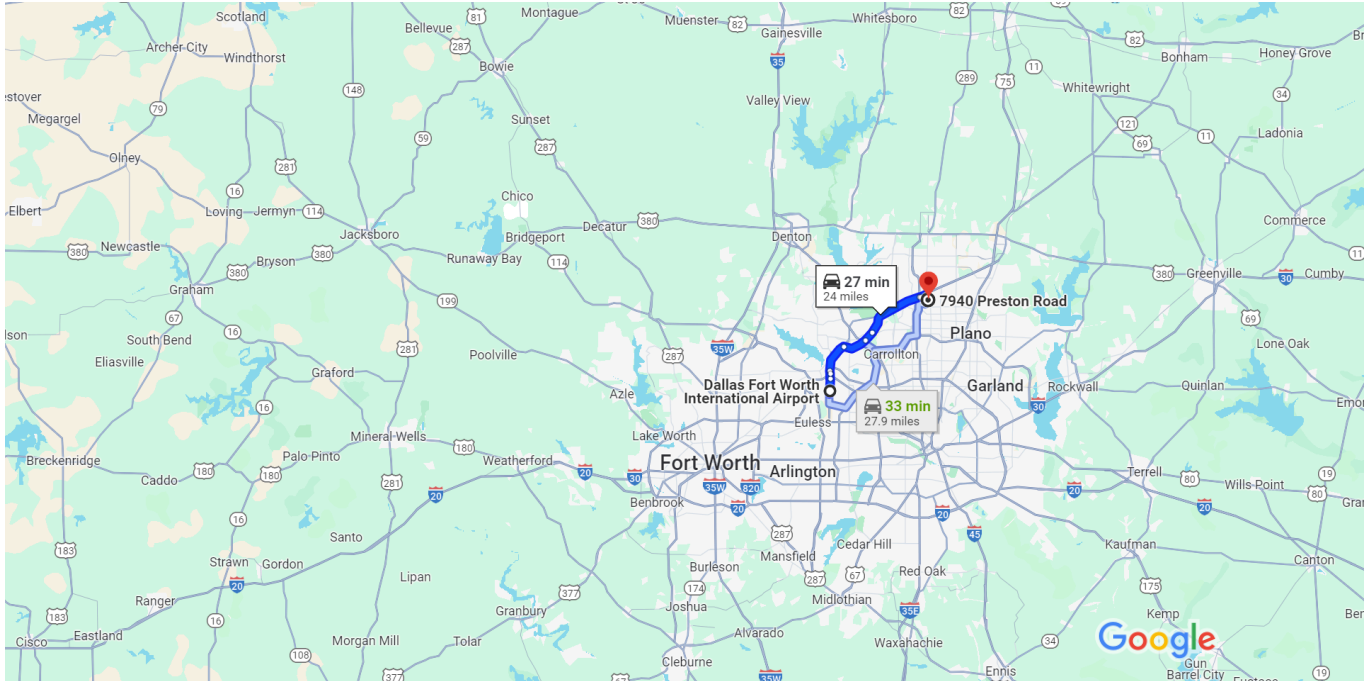 Scotland
81
Montague
Muenster
82
Whitesboro
82
Bellevue
287
Gainesville
Archer City
Windthorst
Bowie
35
82
Bonham
Honey Grove
289
75
11
148
Valley View
Whitewright
34
79
Megargel
Sunset
121
Ladonia
59
287
69
11
Olney
281
16
Chico
Elbert
Loving
Jermyn
114
380
Decatur
Commerce
Jacksboro
Bridgeport
Denton
11
Newcastle
380
380
Bryson
Runaway Bay
114
380
Greenville
30
Cumby
27 min
24 miles
7940 Preston Road
Graham
199
67
69
South Bend
Plano
281
35W
Poolville
287
Carrollton
Lone Oak
Eliasville
Graford
Dallas Fort Worth
International Airport
Garland
Rockwall
Quinlan
Azle
30
16
33 min
27.9 miles
Euless
Mineral Wells
Lake Worth
180
180
Fort Worth
Arlington
Breckenridge
Palo Pinto
Weatherford
20
30
Terrell
19
Caddo
180
180
281
35W
820
Wills Point
80
20
Benbrook
20
20
20
20
16
287
45
Santo
Mansfield
Cedar Hill
Kaufman
183
Canton
Strawn
Gordon
Burleson
Red Oak
20
Lipan
287
67
175
174
Midlothian
Ranger
377
Joshua
Kemp
183
16
Granbury
35E
Eastland
Alvarado
34
Google
Cisco
Morgan Mill
Tolar
Waxahachie
108
Cleburne
Gun
Barrel City
377
67
35W
Ennis